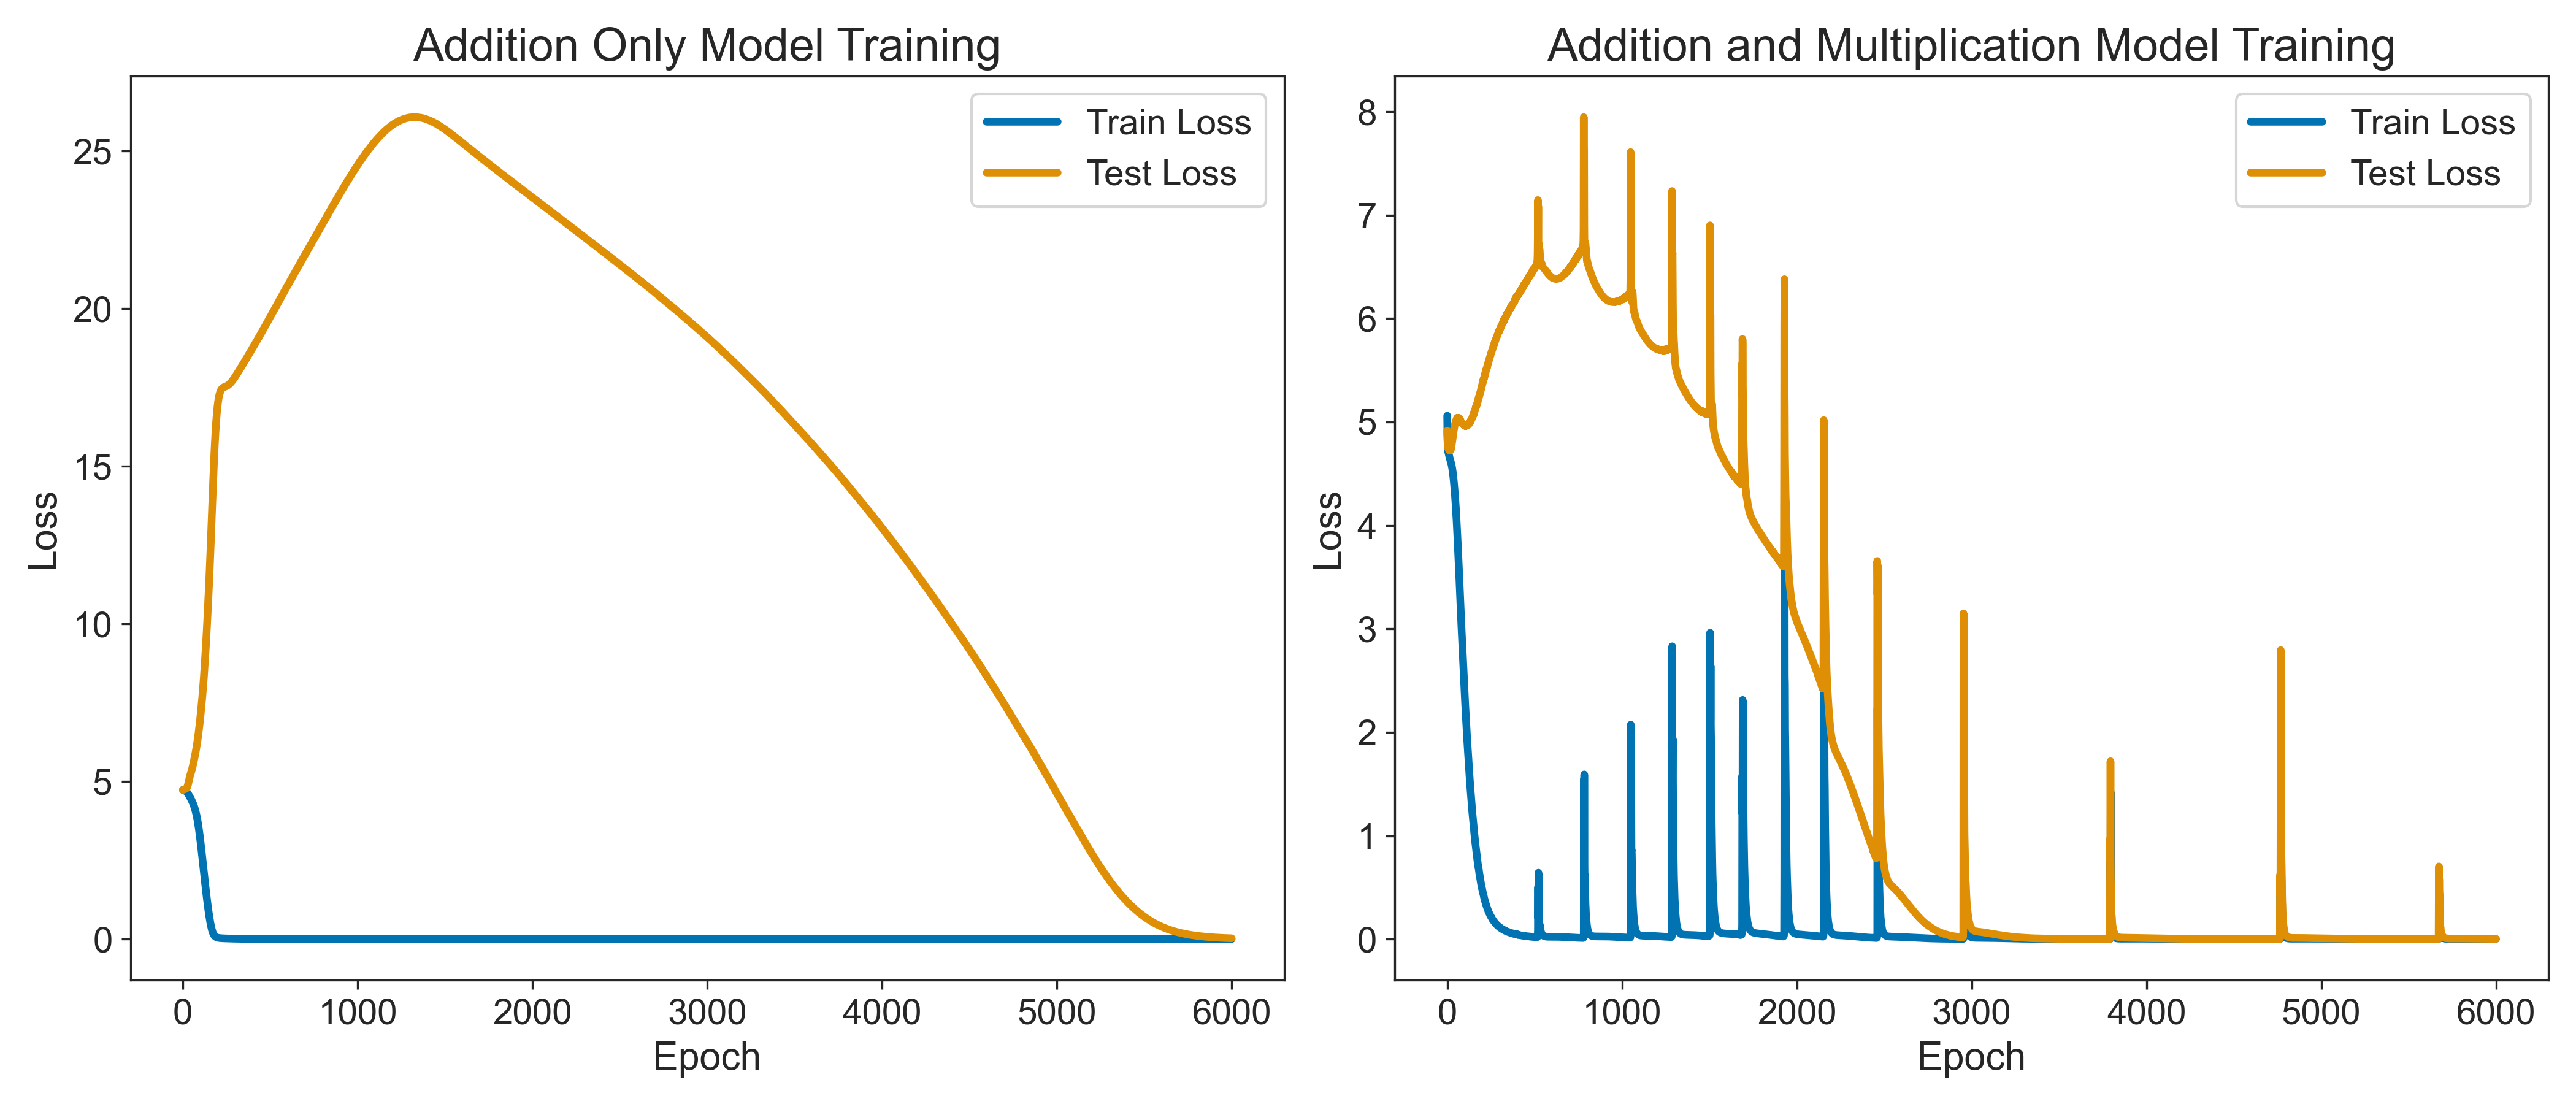 Addition Only Model Training
Train Loss
Test Loss
25
20
15
10
5
0
Loss
0 1000 2000 3000 4000 5000 6000
Epoch
Addition and Multiplication Model Training
Train Loss
Test Loss
8
7
6
5
4
3
2
1
0
Loss
0 1000 2000 3000 4000 5000 6000
Epoch